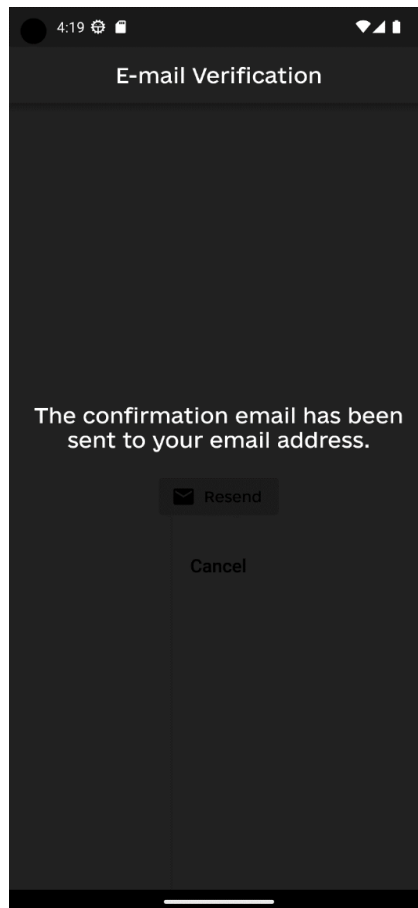 4:19
E-mail Verification
The confirmation email has been
sent to your email address.
Resend
Cancel